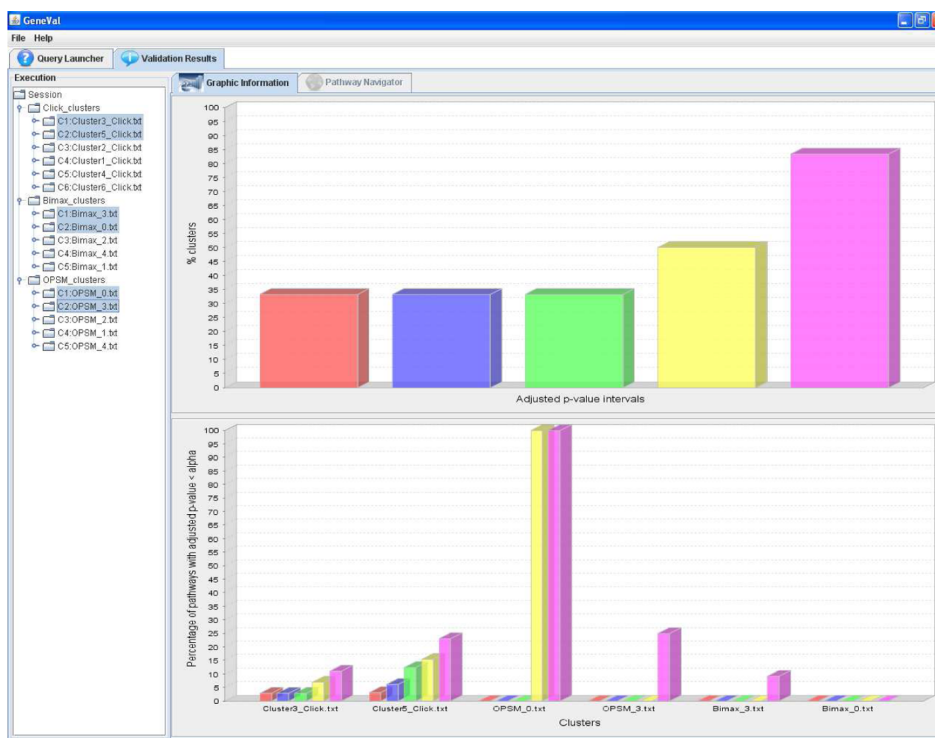 GeneVal
File Help
Query Launcher Validation Results
Execution
Session
Click_clusters
C1:Cluster3_Click.txt
C2:Cluster5_Click.txt
C3:Cluster2_Click.txt
C4:Cluster1_Click.txt
C5:Cluster4_Click.txt
C6:Cluster6_Click.txt
Bimax_clusters
C1:Bimax_3.txt
C2:Bimax_0.txt
C3:Bimax_2.txt
C4:Bimax_4.txt
C5:Bimax_1.txt
OPSM_clusters
C1:OPSM_0.txt
C2:OPSM_3.txt
C3:OPSM_2.txt
C4:OPSM_1.txt
C5:OPSM_4.txt
Graphic Information Pathway Navigator
100
95
90
85
80
75
70
65
60
55
50
45
40
35
30
25
20
15
10
5
0
% clusters
Adjusted p-value intervals
100
95
90
85
80
75
70
65
60
55
50
45
40
35
30
25
20
15
10
5
0
Percentage of pathways with adjusted p-value < alpha
Cluster3_Click.txt Cluster5_Click.txt OPSM_0.txt OPSM_3.txt Bimax_3.txt Bimax_0.txt
Clusters